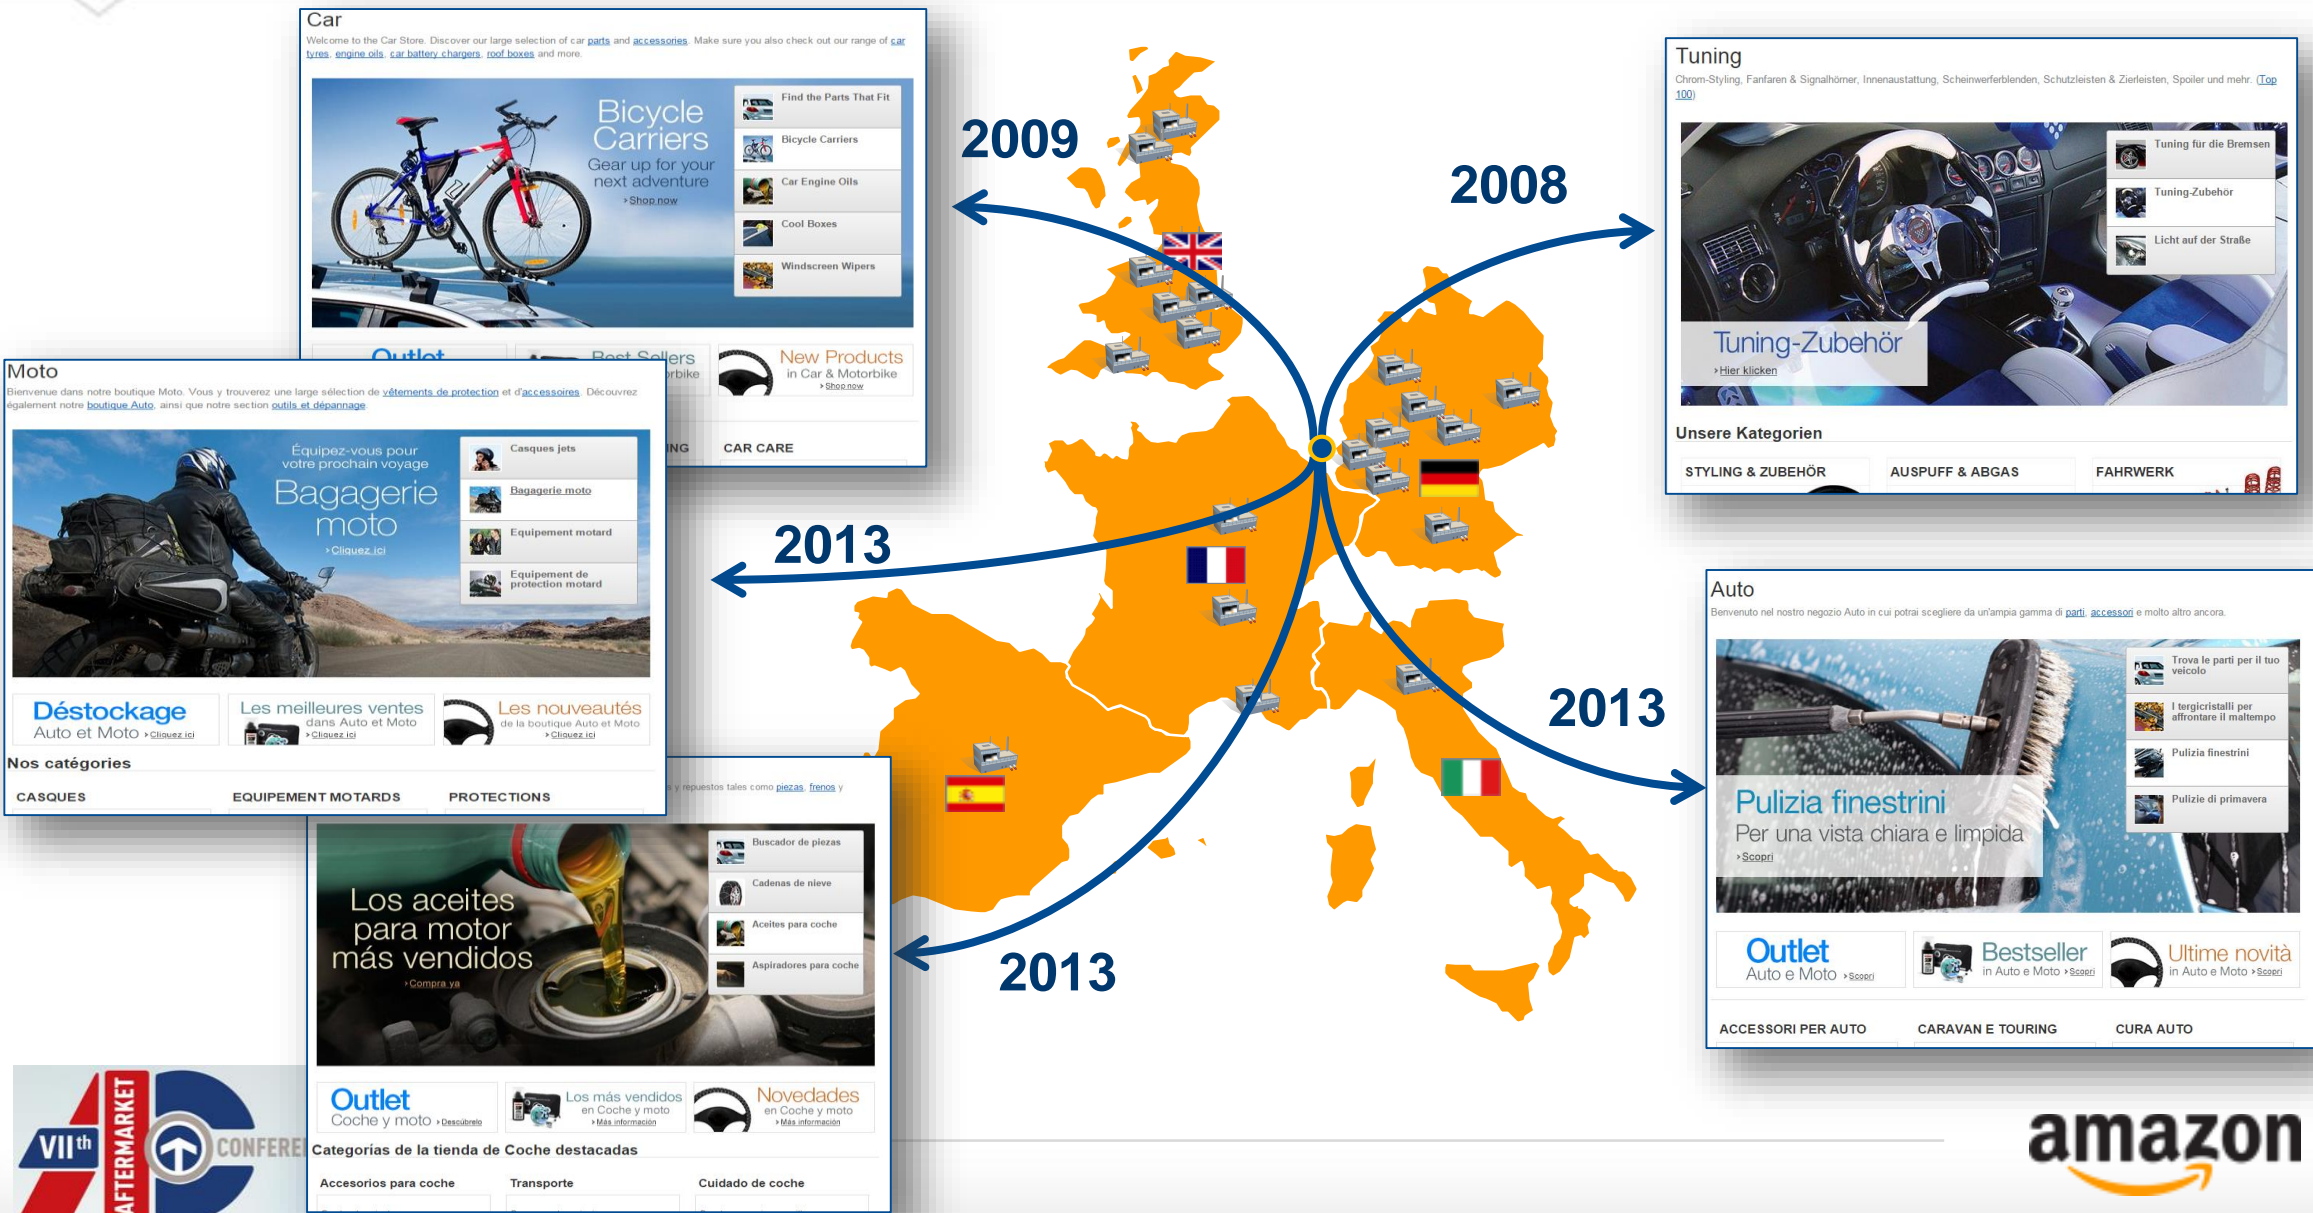 Car
Welcome to the Car Store. Discover our large selection of car parts and accessories. Make sure you also check out our range of car
tyres, engine oils, car battery chargers, roof boxes and more.
Bicycle
Carriers
Gear up for your
next adventure
›Shop now
Find the Parts That Fit
Bicycle Carriers
Car Engine Oils
Cool Boxes
Windscreen Wipers
Outlet
Best Sellers
orbike
New Products
in Car & Motorbike
›Shop now
NG
CAR CARE
2009
2008
Tuning
Chrom-Styling, Fanfaren & Signalhörner, Innenaustattung, Scheinwerferblenden, Schutzleisten & Zierleisten, Spoiler und mehr. (Top
100)
Tuning für die Bremsen
Tuning-Zubehör
Licht auf der Straße
Tuning-Zubehör
›Hier klicken
Unsere Kategorien
STYLING & ZUBEHÖR
AUSPUFF & ABGAS
FAHRWERK
Moto
Bienvenue dans notre boutique Moto. Vous y trouverez une large sélection de vêtements de protection et d'accessoires. Découvrez
également notre boutique Auto, ainsi que notre section outils et dépannage
Équipez-vous pour
votre prochain voyage
Bagagerie
moto
›Cliquez ici
Casques jets
Bagagerie moto
Equipement motard
Equipement de
protection motard
Déstockage
Auto et Moto ›Cliquez ici
Les meilleures ventes
dans Auto et Moto
›Cliquez ici
Les nouveautés
de la boutique Auto et Moto
›Cliquez ici
Nos catégories
CASQUES
EQUIPEMENT MOTARDS
PROTECTIONS
2013
2013
Auto
Benvenuto nel nostro negozio Auto in cui potrai scegliere da un'ampia gamma di parti, accessori e molto altro ancora.
Trova le parti per il tuo
veicolo
I tergicristalli per
affrontare il maltempo
Pulizia finestrini
Pulizie di primavera
Pulizia finestrini
Per una vista chiara e limpida
›Scopri
Outlet
Auto e Moto ›Scopri
Bestseller
in Auto e Moto ›Scopri
Ultime novità
in Auto e Moto ›Scopri
ACCESSORI PER AUTO
CARAVAN E TOURING
CURA AUTO
y repuestos tales como piezas, frenos y
Los aceites
para motor
más vendidos
›Compra ya
Buscador de piezas
Cadenas de nieve
Aceites para coche
Aspiradores para coche
2013
Outlet
Coche y moto ›Descúbrelo
Los más vendidos
en Coche y moto
›Más información
Novedades
en Coche y moto
›Más información
Categorías de la tienda de Coche destacadas
Accesorios para coche
Transporte
Cuidado de coche
VIIth
AFTERMARKET
CONFERE
amazon